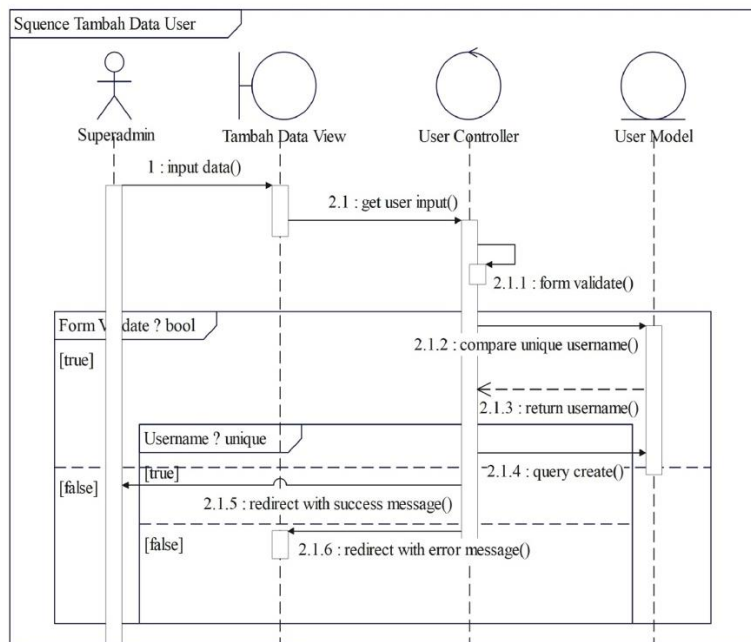 Squence Tambah Data User
Superadmin
Tambah Data View
User Controller
User Model
1 : input data()
2.1 : get user input()
2.1.1 : form validate()
Form Validate ? bool
2.1.2 : compare unique username()
[true]
2.1.3 : return username()
Username ? unique
[true]
2.1.4 : query create()
[false]
2.1.5 : redirect with success message()
[false]
2.1.6 : redirect with error message()